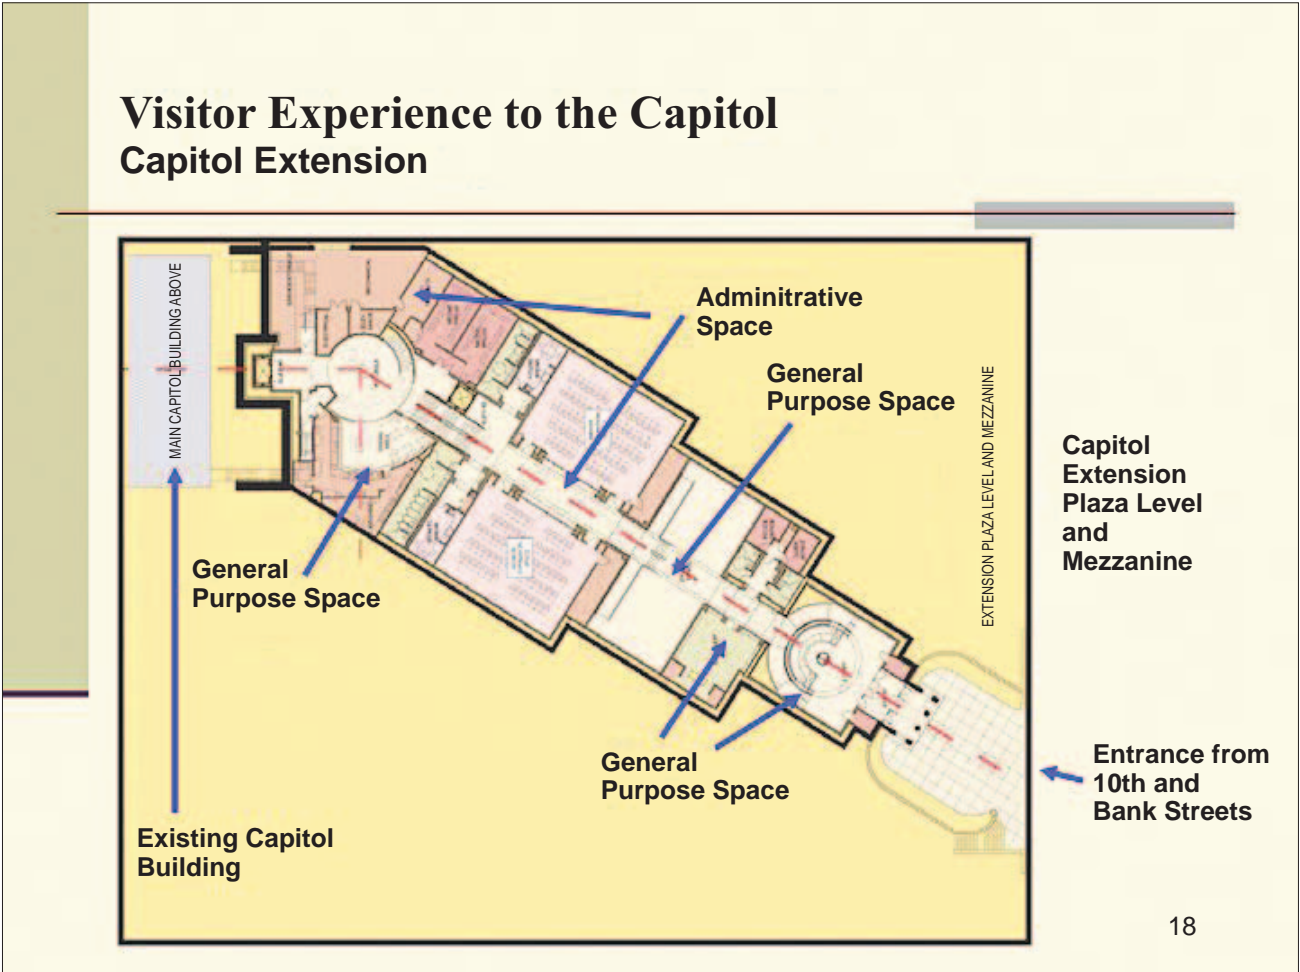 Visitor Experience to the Capitol
Capitol Extension
MAIN CAPITOL BUILDING ABOVE
Adminitrative
Space
General
Purpose Space
EXTENSION PLAZA LEVEL AND MEZZANINE
Capitol
Extension
Plaza Level
and
Mezzanine
General
Purpose Space
General
Purpose Space
Entrance from
10th and
Bank Streets
Existing Capitol
Building
18